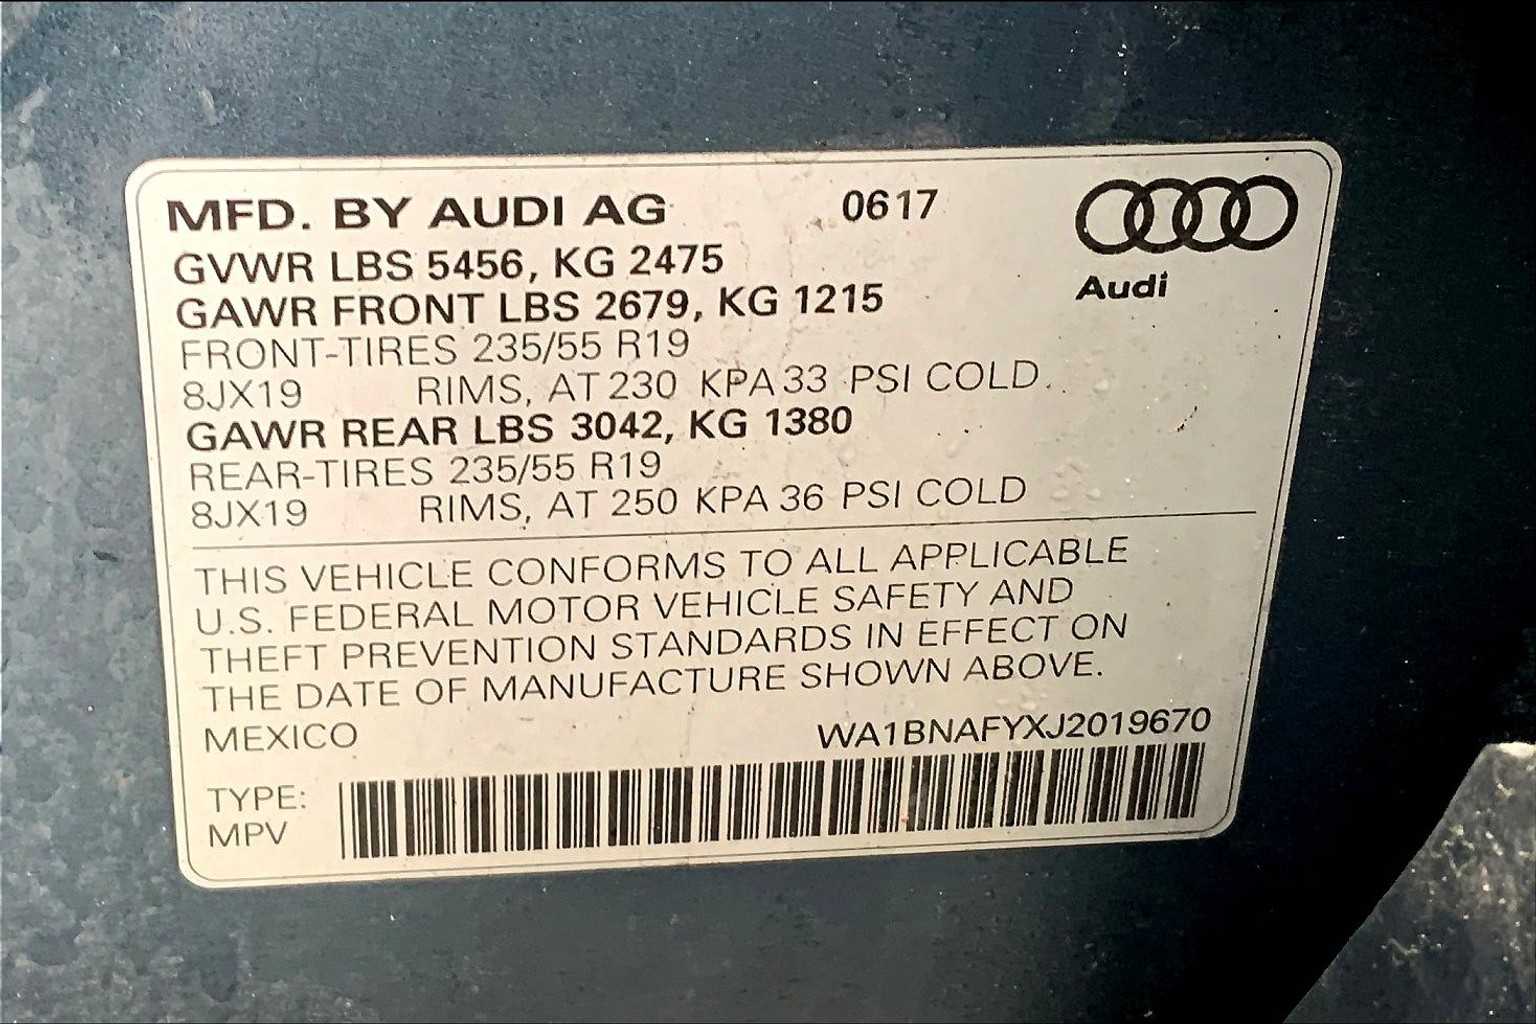 MFD. BY AUDI AG 0617
GVWR LBS 5456, KG 2475
GAWR FRONT LBS 2679, KG 1215
Audi
FRONT-TIRES 235/55 R19
8JX19 RIMS, AT 230 KPA 33 PSI COLD.
GAWR REAR LBS 3042, KG 1380
REAR-TIRES 235/55 R19
8JX19 RIMS, AT 250 KPA 36 PSI COLD
THIS VEHICLE CONFORMS TO ALL APPLICABLE
U.S. FEDERAL MOTOR VEHICLE SAFETY AND
THEFT PREVENTION STANDARDS IN EFFECT ON
THE DATE OF MANUFACTURE SHOWN ABOVE.
MEXICO WA1BNAFYXJ2019670
TYPE:
MPV